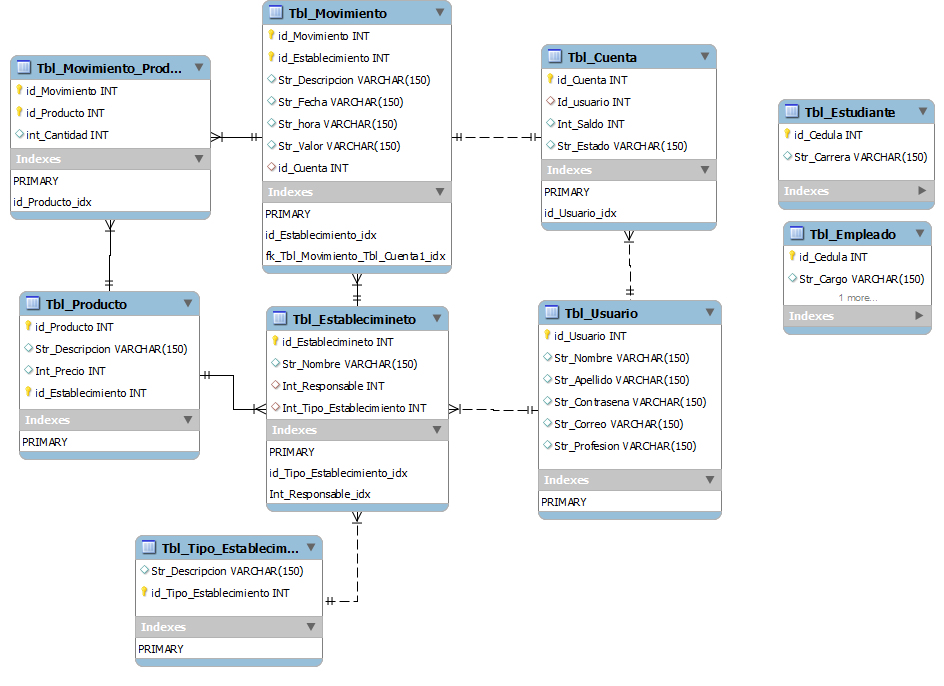 Tbl_Movimiento_Prod...
id_Movimiento INT
id_Producto INT
int_Cantidad INT
Indexes
PRIMARY
id_Producto_idx
Tbl_Movimiento
id_Movimiento INT
id_Establecimiento INT
Str_Descripcion VARCHAR(150)
Str_Fecha VARCHAR(150)
Str_hora VARCHAR(150)
Str_Valor VARCHAR(150)
id_Cuenta INT
Indexes
PRIMARY
id_Establecimiento_idx
fk_Tbl_Movimiento_Tbl_Cuenta1_idx
Tbl_Cuenta
id_Cuenta INT
Id_usuario INT
Int_Saldo INT
Str_Estado VARCHAR(150)
Indexes
PRIMARY
id_Usuario_idx
Tbl_Estudiante
id_Cedula INT
Str_Carrera VARCHAR(150)
Indexes
Tbl_Empleado
id_Cedula INT
Str_Cargo VARCHAR(150)
1 more...
Indexes
Tbl_Producto
id_Producto INT
Str_Descripcion VARCHAR(150)
Int_Precio INT
id_Establecimiento INT
Indexes
PRIMARY
Tbl_Establecimineto
id_Establecimineto INT
Str_Nombre VARCHAR(150)
Int_Responsable INT
Int_Tipo_Establecimiento INT
Indexes
PRIMARY
id_Tipo_Establecimiento_idx
Int_Responsable_idx
Tbl_Usuario
id_Usuario INT
Str_Nombre VARCHAR(150)
Str_Apellido VARCHAR(150)
Str_Contrasena VARCHAR(150)
Str_Correo VARCHAR(150)
Str_Profesion VARCHAR(150)
Indexes
PRIMARY
Tbl_Tipo_Establecim...
Str_Descripcion VARCHAR(150)
id_Tipo_Establecimiento INT
Indexes
PRIMARY